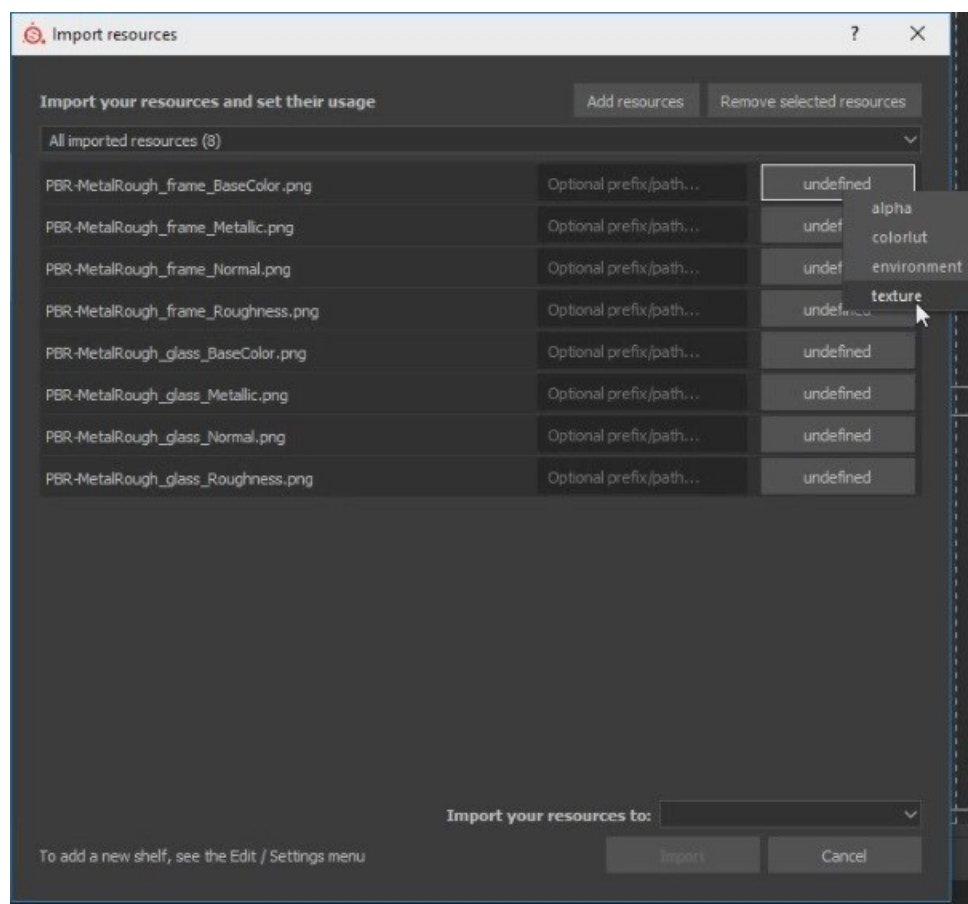 Import resources
?
Import your resources and set their usage
Add resources
Remove selected resources
All imported resources (8)
PBR-MetalRough_frame_BaseColor.png Optional prefix/path... undefined
alpha
PBR-MetalRough_frame_Metallic.png Optional prefix/path... undef
colorlut
PBR-MetalRough_frame_Normal.png Optional prefix/path... undef
environment
texture
PBR-MetalRough_frame_Roughness.png Optional prefix/path...
PBR-MetalRough_glass_BaseColor.png Optional prefix/path... undefined
PBR-MetalRough_glass_Metallic.png Optional prefix/path... undefined
PBR-MetalRough_glass_Normal.png Optional prefix/path... undefined
PBR-MetalRough_glass_Roughness.png Optional prefix/path... undefined
Import your resources to:
To add a new shelf, see the Edit / Settings menu
Import
Cancel